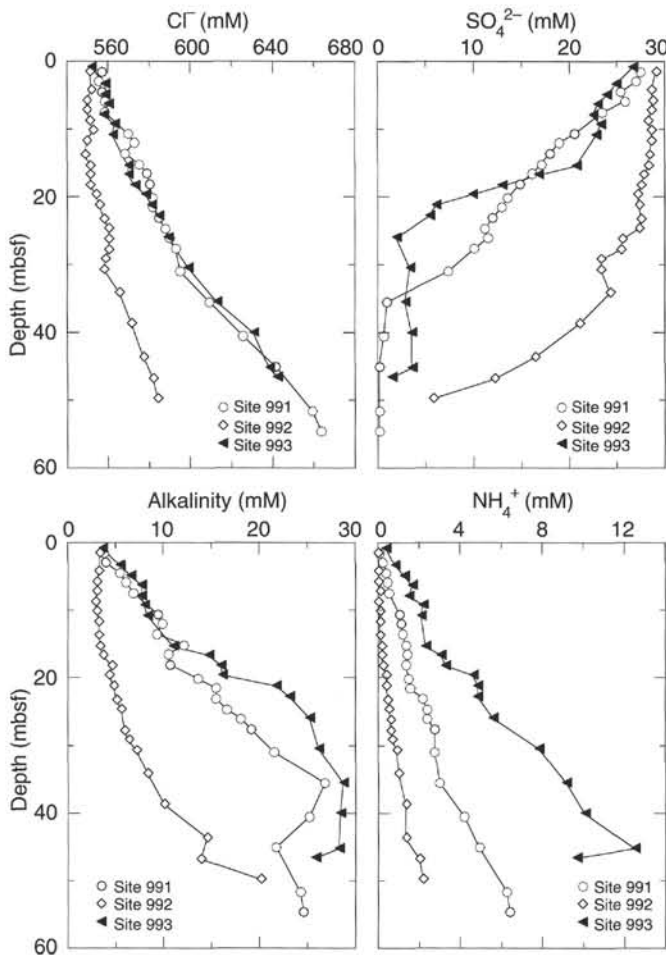 Cl⁻ (mM)
560 600 640 680
SO₄²⁻ (mM)
0 10 20 30
0
20
40
60
Depth (mbsf)
Site 991
Site 992
Site 993
Site 991
Site 992
Site 993
Alkalinity (mM)
0 10 20 30
NH₄⁺ (mM)
0 4 8 12
0
20
40
60
Depth (mbsf)
Site 991
Site 992
Site 993
Site 991
Site 992
Site 993